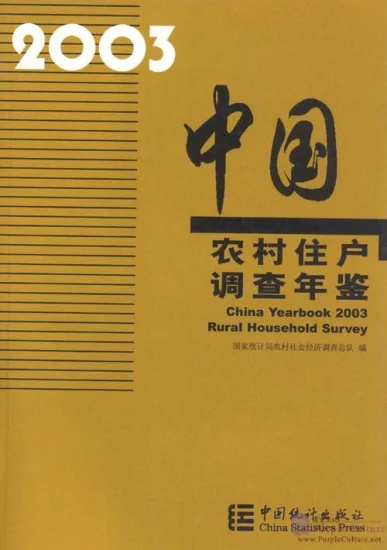 2003
中国
农村住户
调查年鉴
China Yearbook 2003
Rural Household Survey
国家统计局农村社会经济调查总队 编
中国统计出版社
China Statistics Press
www.PurpleCulture.net